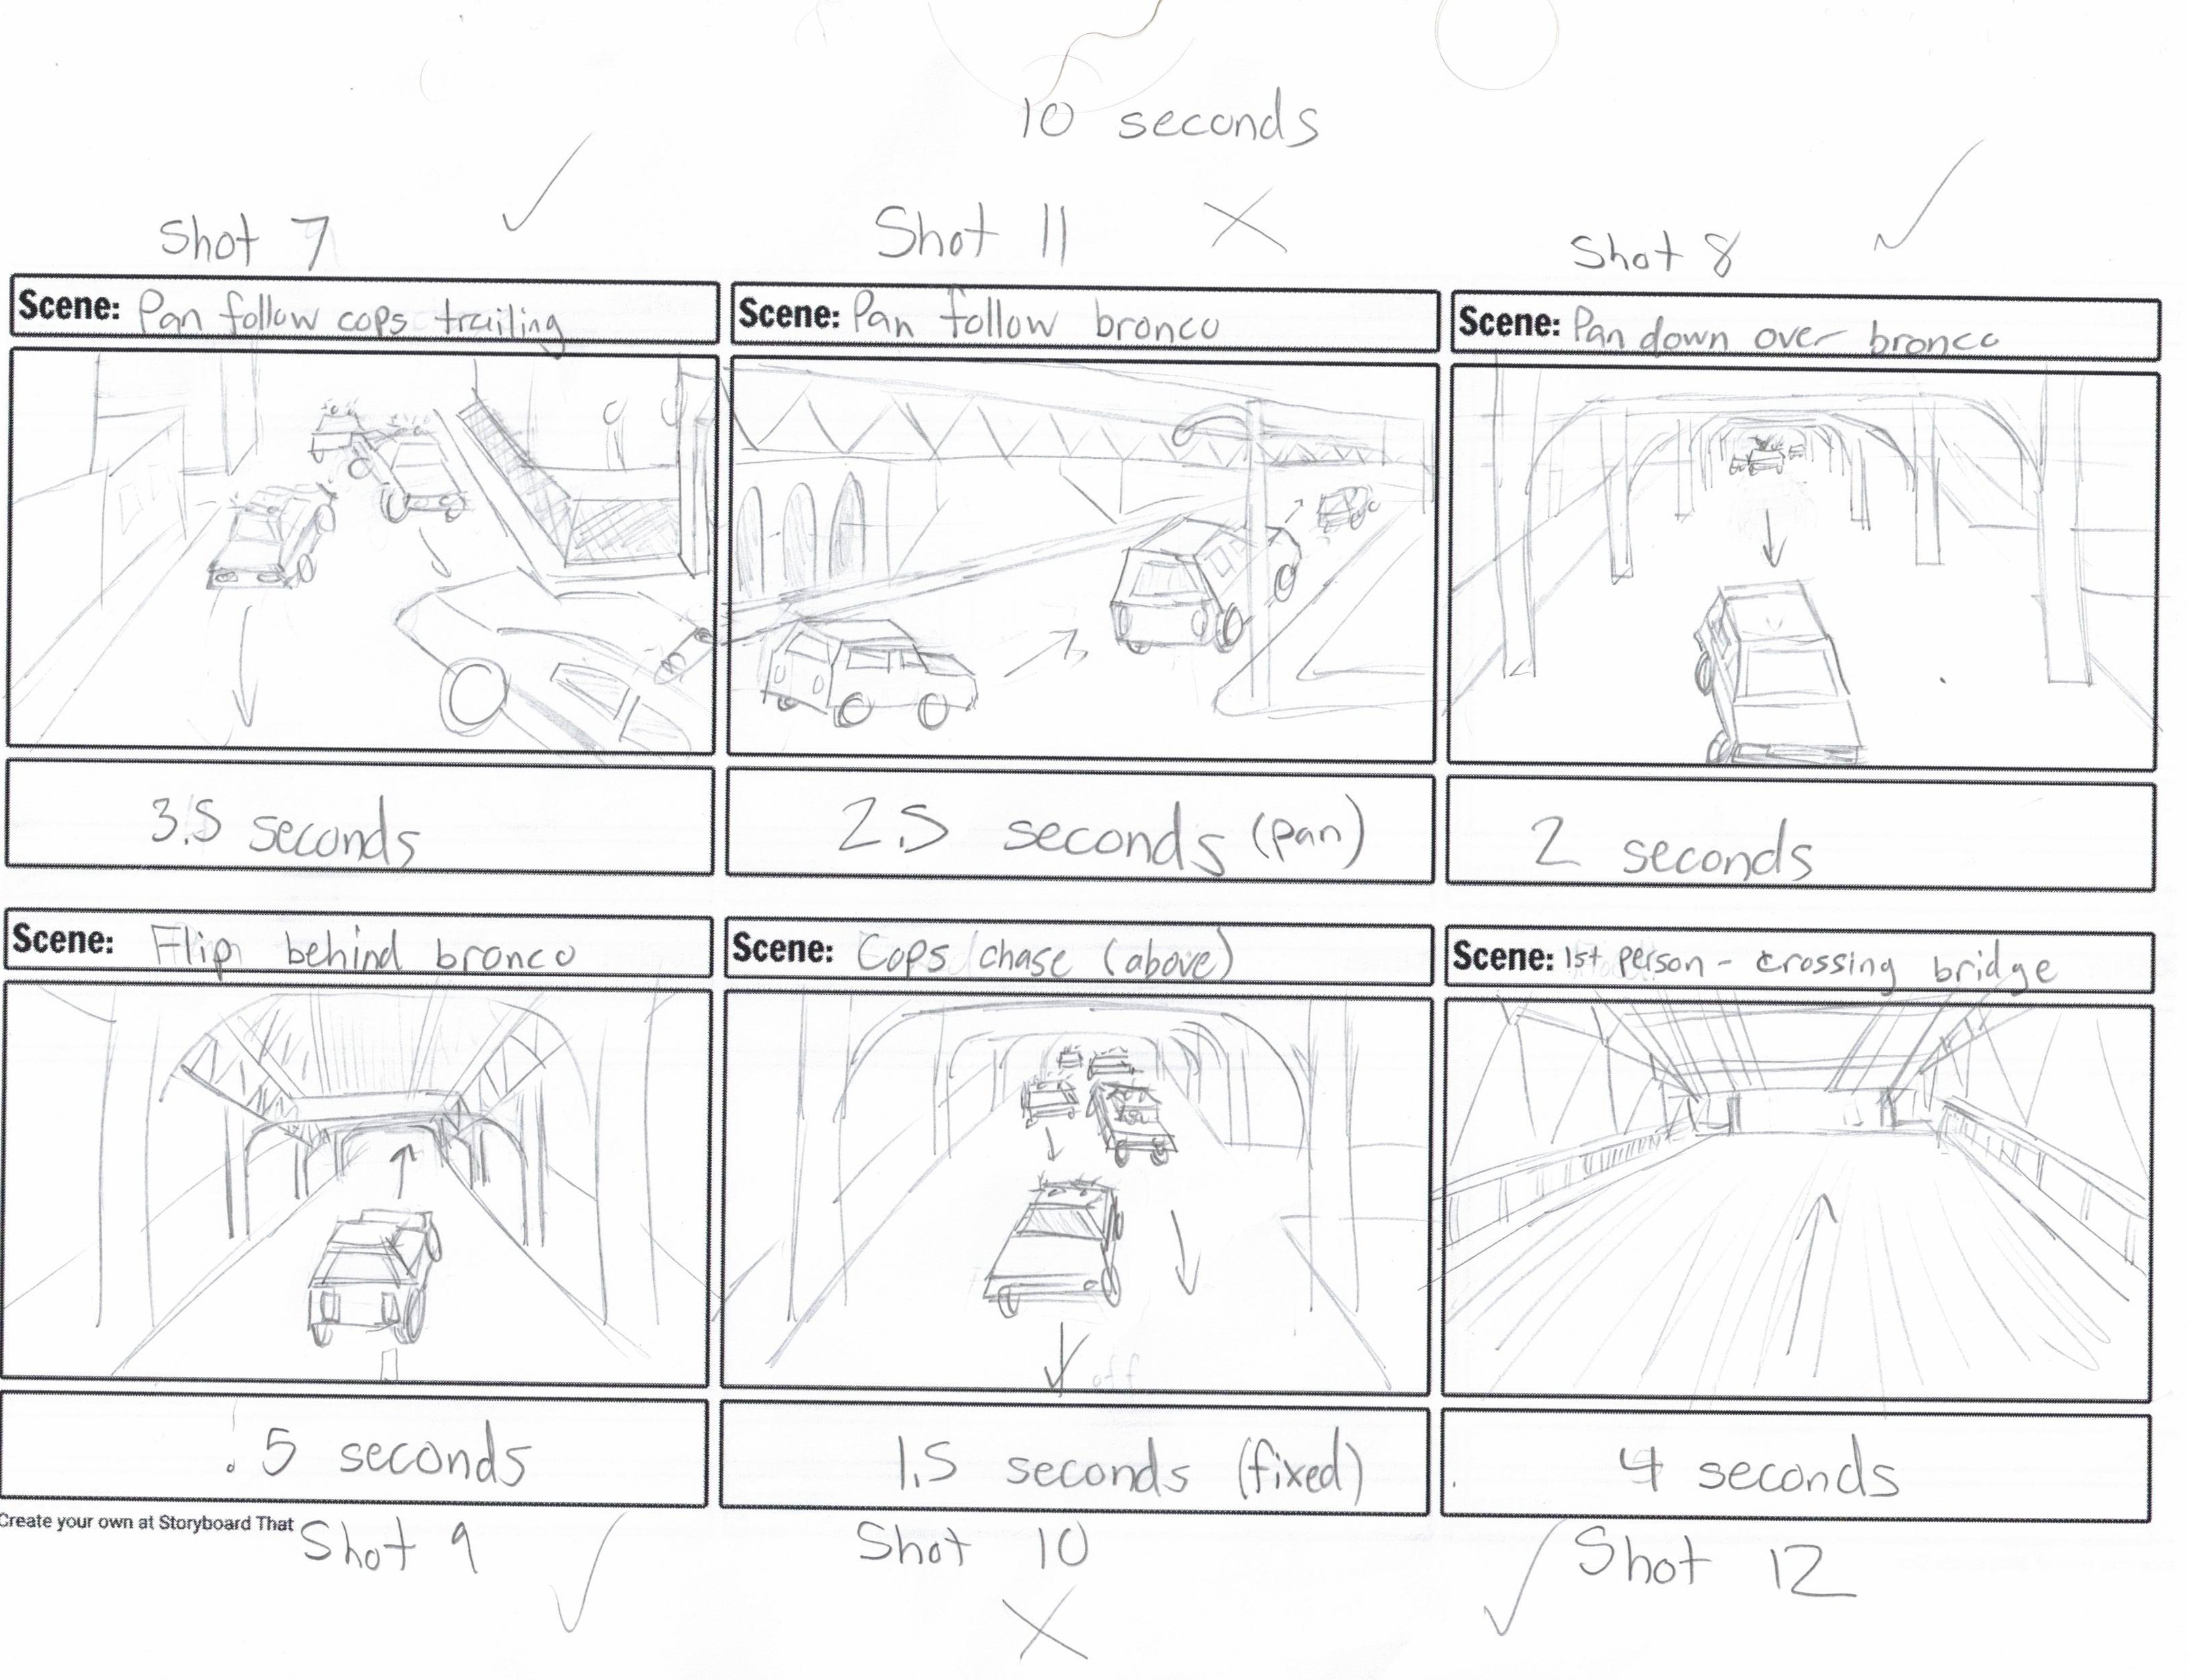 10 seconds
Shot 7
Shot 11
Shot 8
Scene: Pan follow cops trailing
Scene: Pan follow bronco
Scene: Pan down over bronco
3.5 seconds
2.5 seconds (pan)
2 seconds
Scene: Flip behind bronco
Scene: Cops chase (above)
Scene: 1st person - crossing bridge
off
.5 seconds
1.5 seconds (fixed)
4 seconds
Create your own at Storyboard That
Shot 9
Shot 10
Shot 12